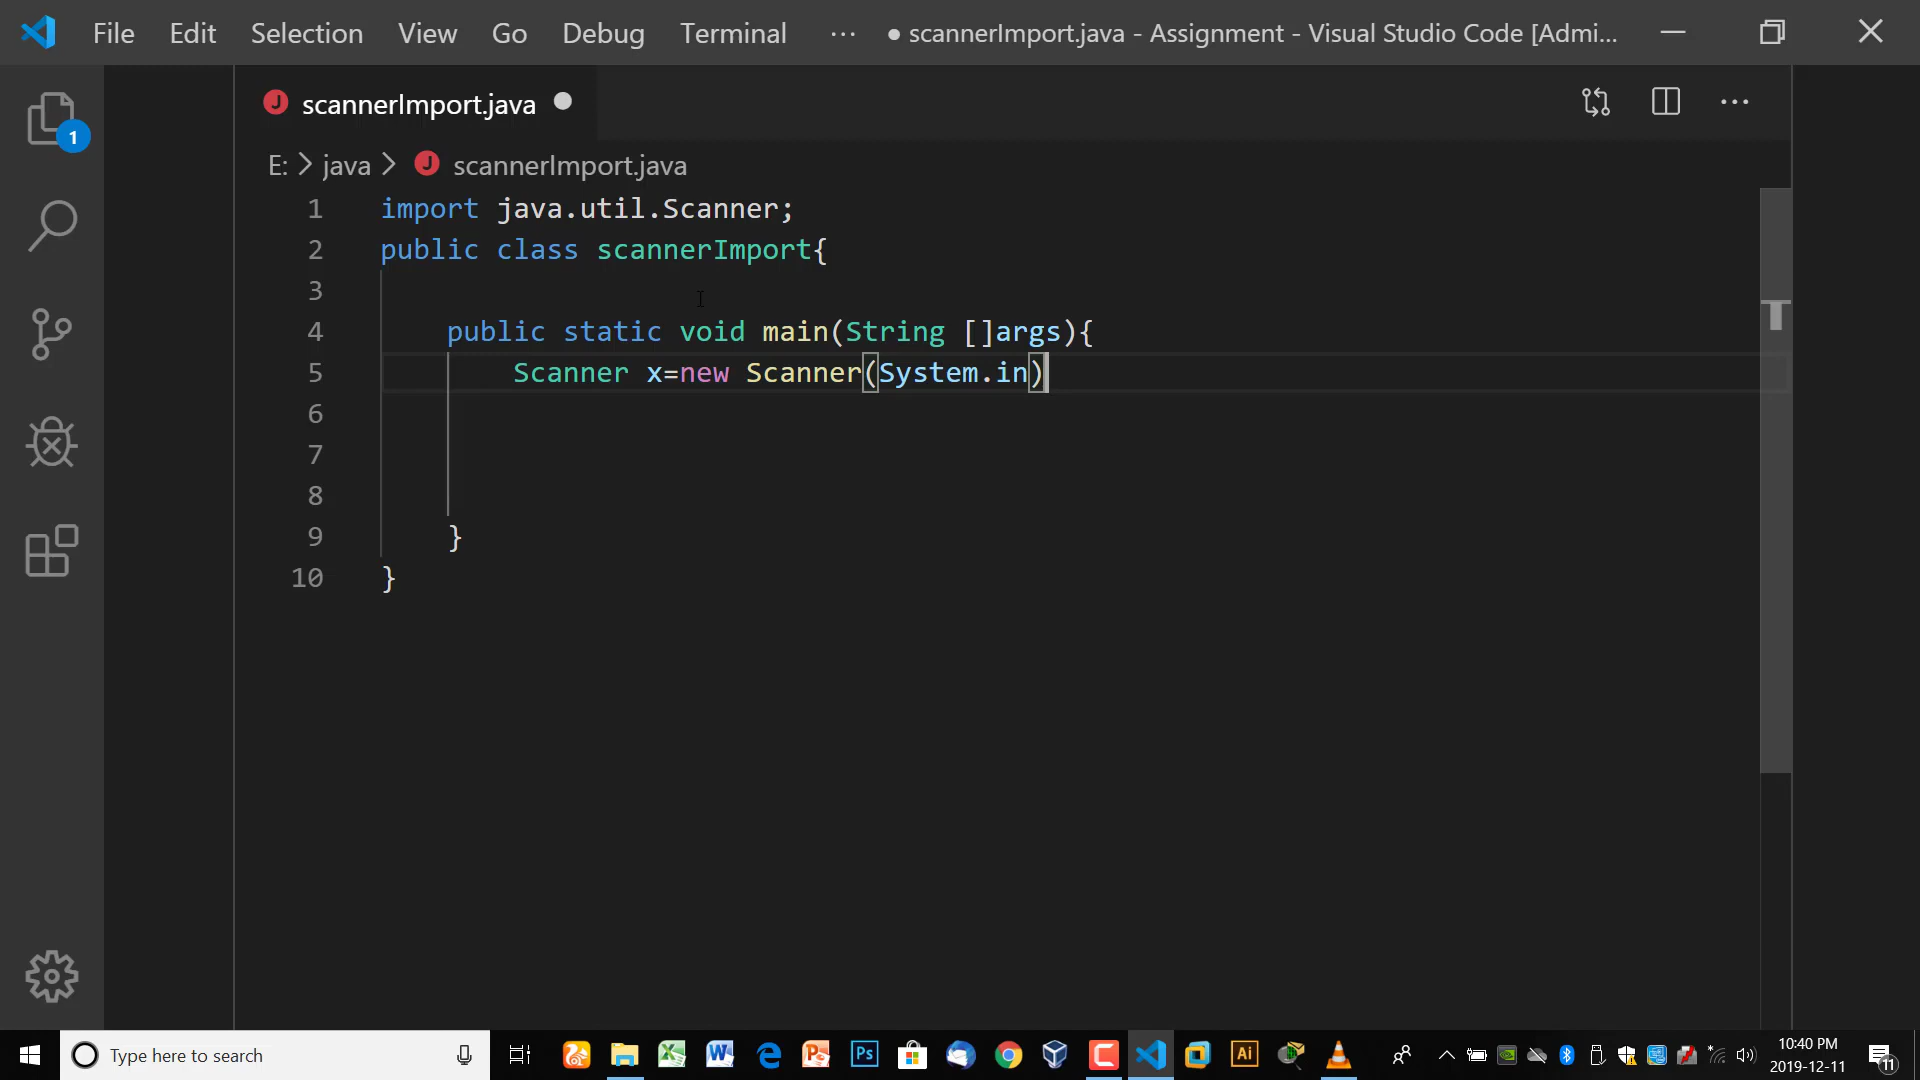 File Edit Selection View Go Debug Terminal ··· ● scannerImport.java - Assignment - Visual Studio Code [Admi...
J scannerImport.java
1
E: > java > J scannerImport.java
1 import java.util.Scanner;
2 public class scannerImport{
3
4 public static void main(String []args){
5 Scanner x=new Scanner(System.in)
6
7
8
9 }
10 }
Type here to search
X W e P Ps Ai
10:40 PM
2019-12-11
11